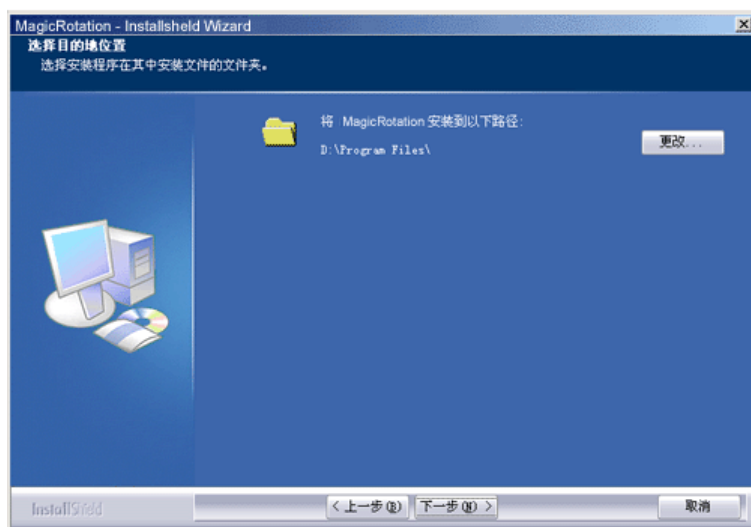 MagicRotation - Installsheld Wizard
选择目的地位置
选择安装程序在其中安装文件的文件夹。
将 MagicRotation 安装到以下路径:
D:\Program Files\
更改...
InstallShield
< 上一步(B)
下一步(N) >
取消